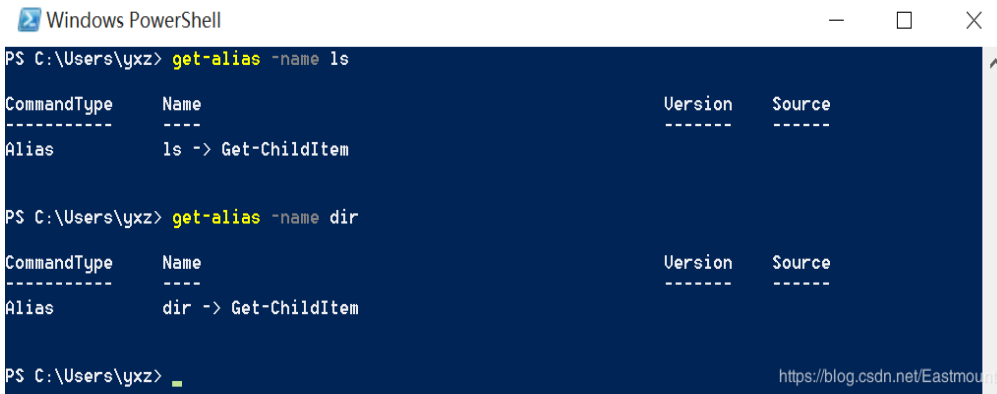 Windows PowerShell
PS C:\Users\yxz> get-alias -name ls
CommandType Name Version Source
----------- ---- ------- ------
Alias ls -> Get-ChildItem
PS C:\Users\yxz> get-alias -name dir
CommandType Name Version Source
----------- ---- ------- ------
Alias dir -> Get-ChildItem
PS C:\Users\yxz>
https://blog.csdn.net/Eastmount